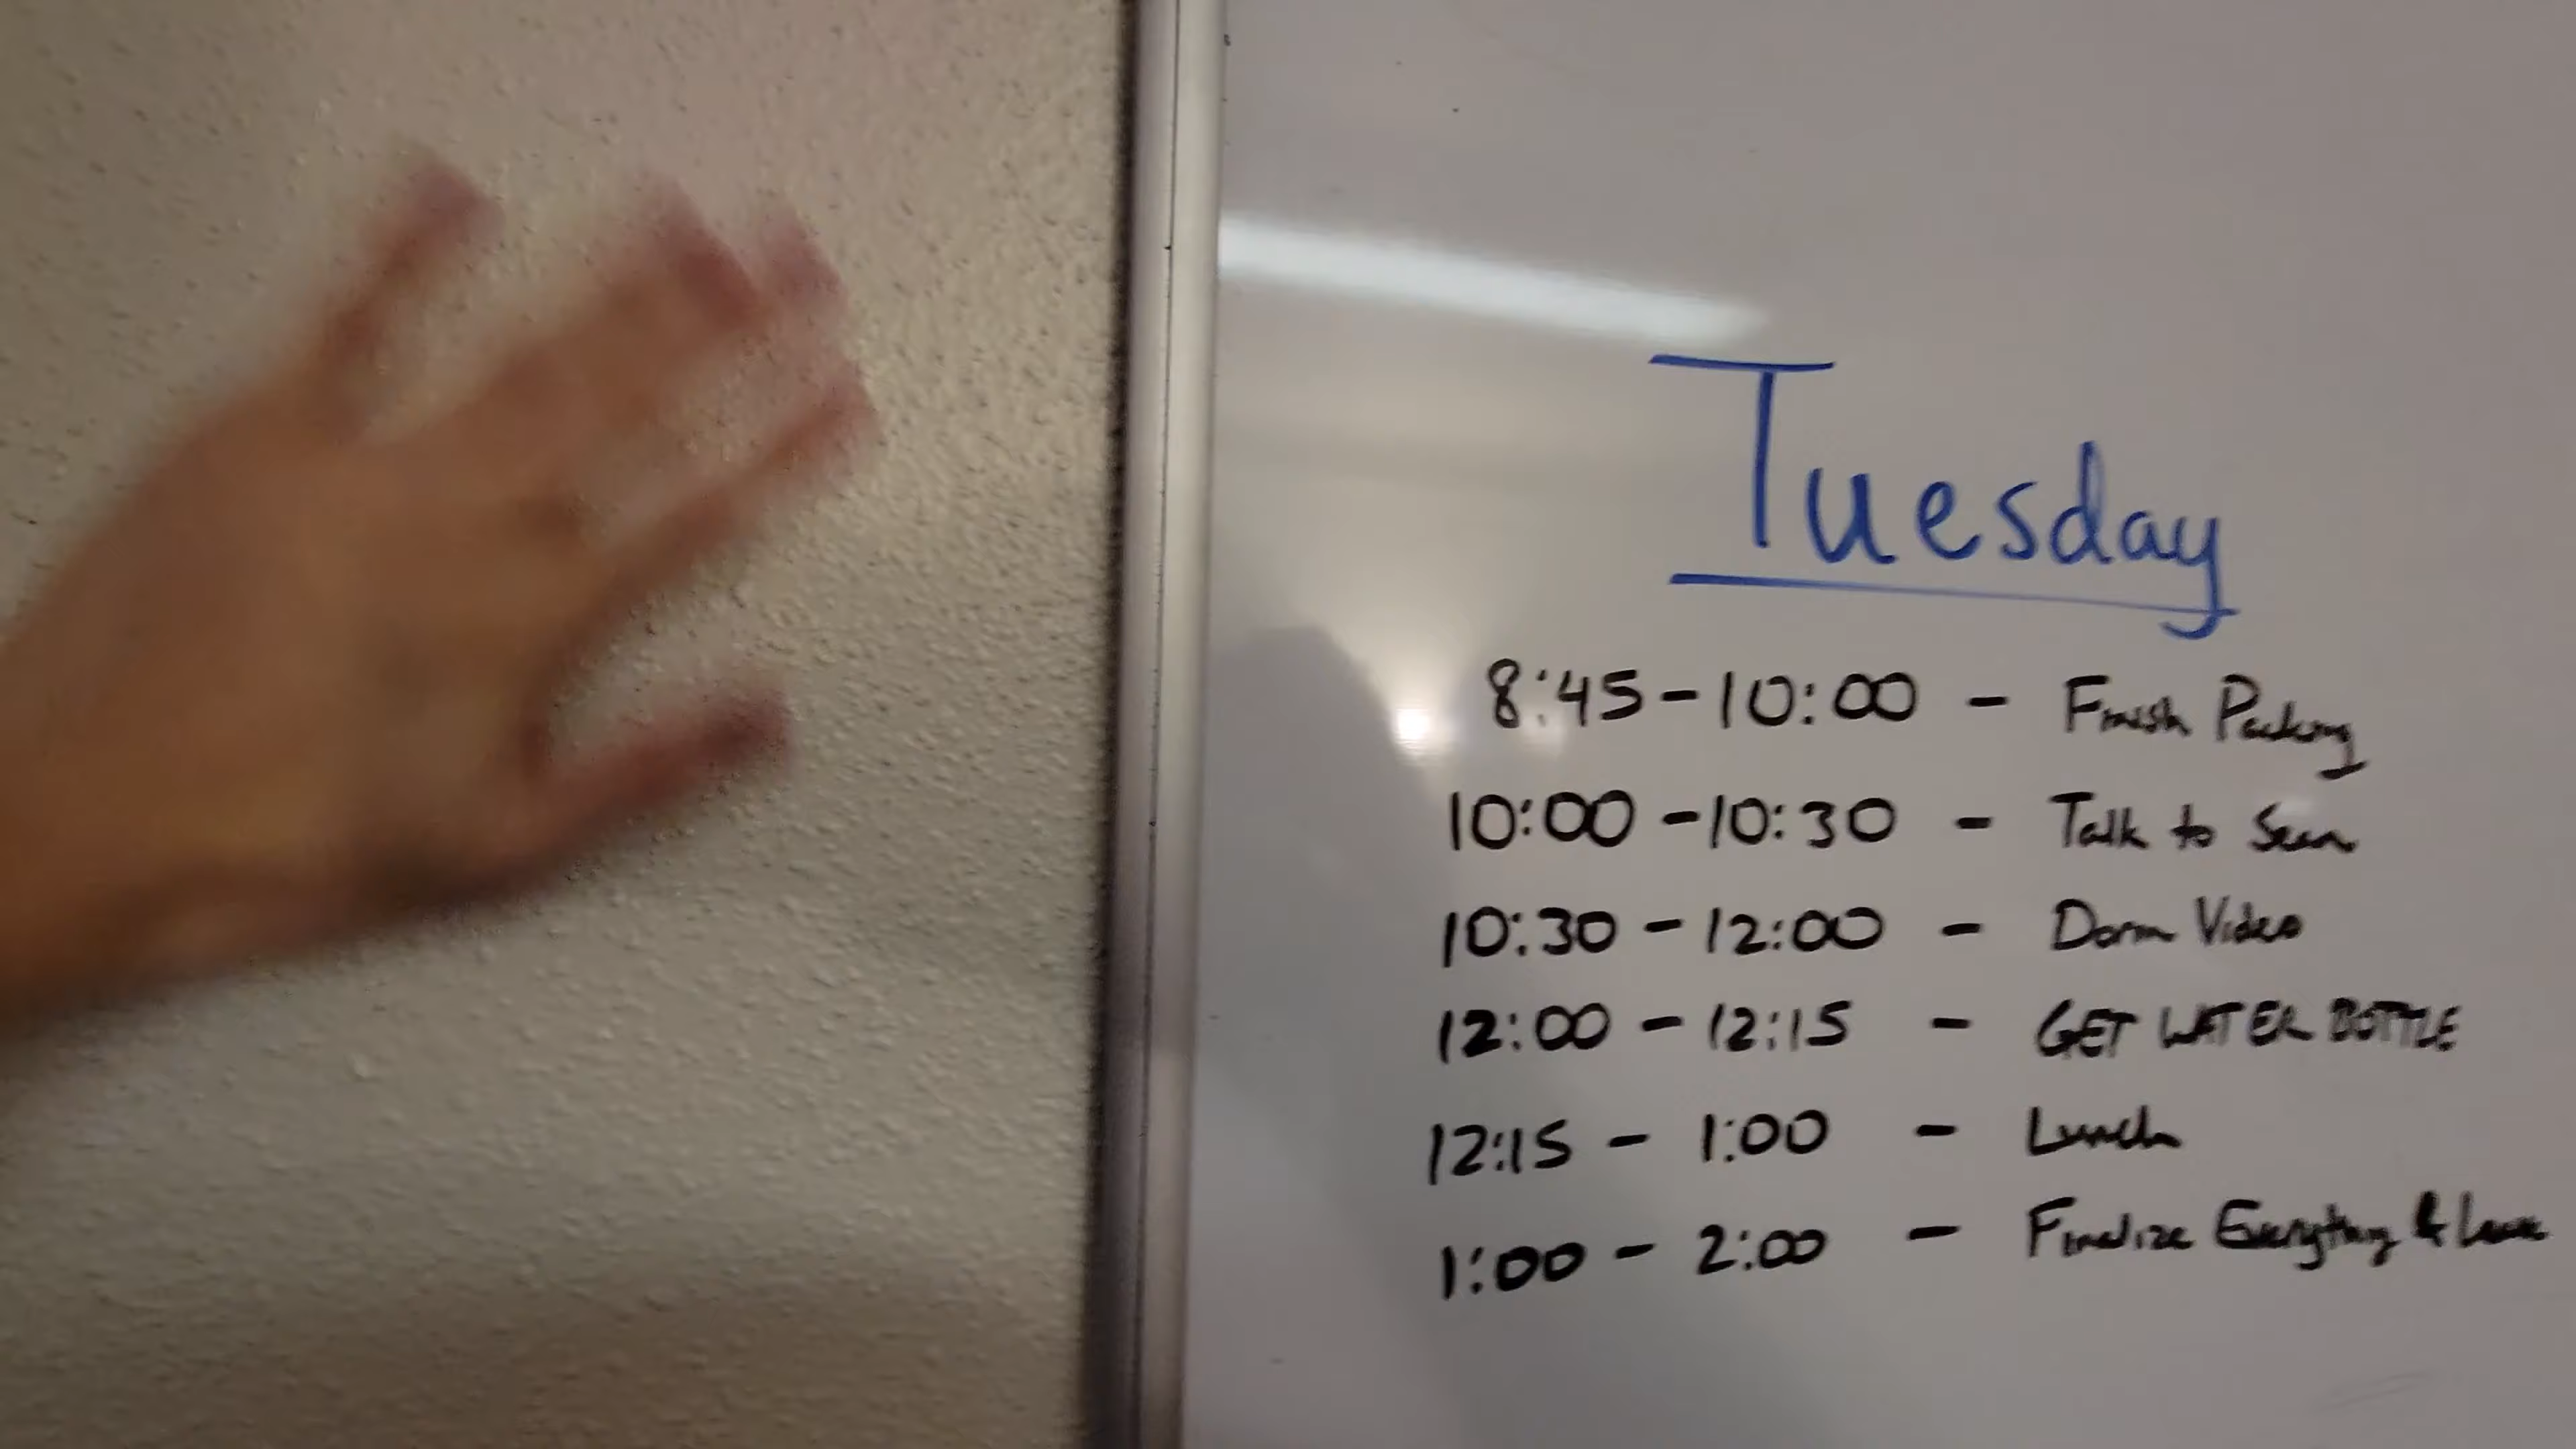 Tuesday
8:45 - 10:00 - Finish Packing
10:00 - 10:30 - Talk to Sean
10:30 - 12:00 - Dorm Video
12:00 - 12:15 - GET WATER BOTTLE
12:15 - 1:00 - Lunch
1:00 - 2:00 - Finalize Everything & Leave